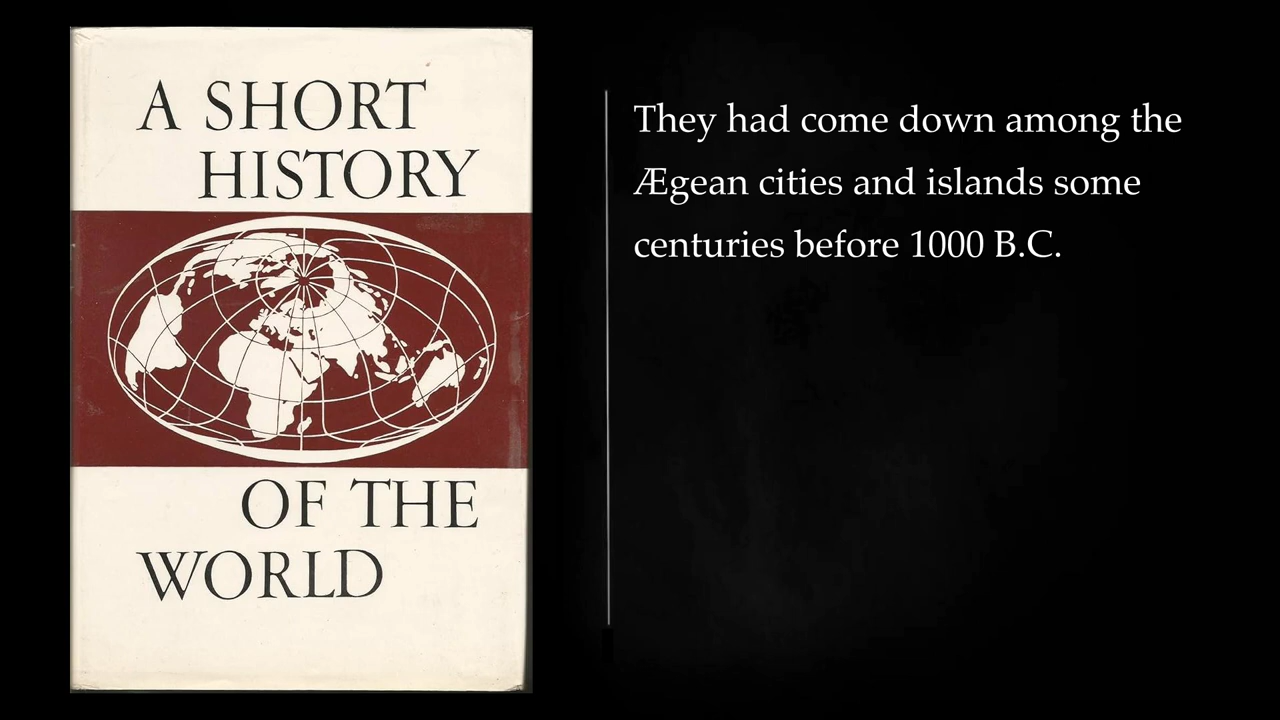 A SHORT
HISTORY
OF THE
WORLD
They had come down among the
Ægean cities and islands some
centuries before 1000 B.C.